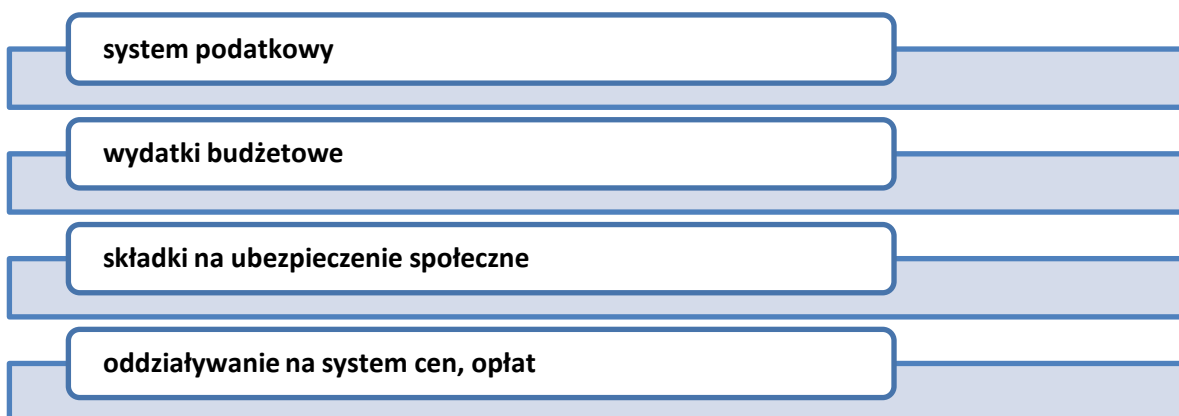 system podatkowy
wydatki budżetowe
składki na ubezpieczenie społeczne
oddziaływanie na system cen, opłat